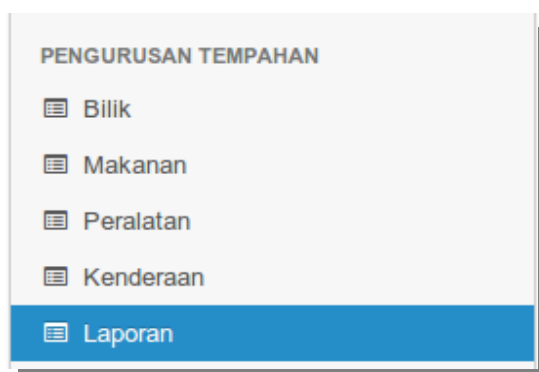 PENGURUSAN TEMPAHAN
Bilik
Makanan
Peralatan
Kenderaan
Laporan